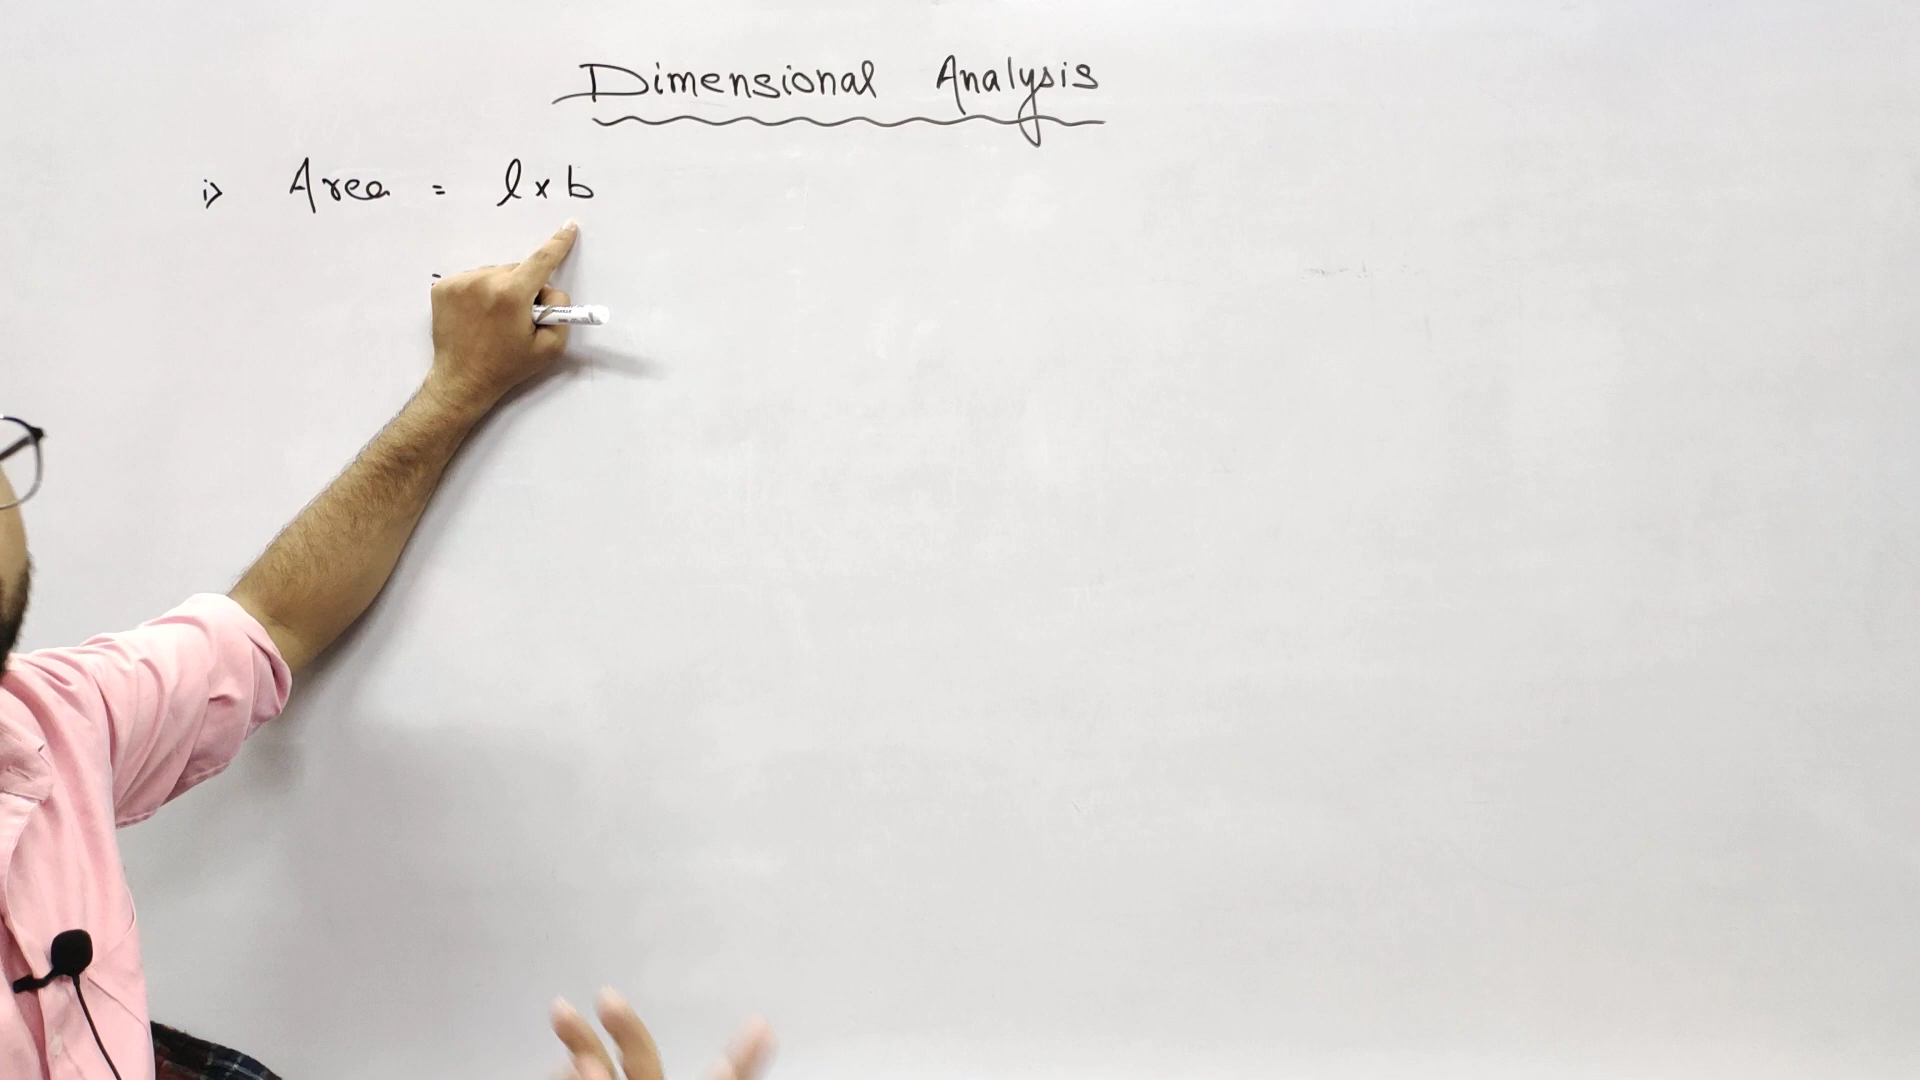 Dimensional Analysis
i) Area = l × b
=